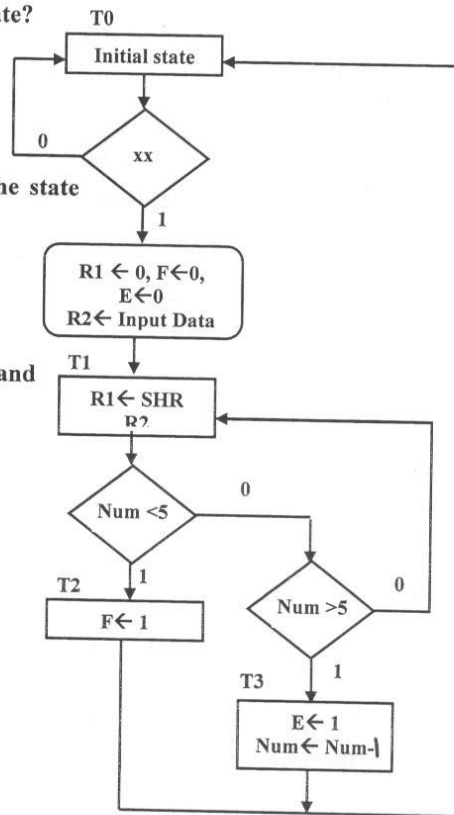 ate?
T0
Initial state
0
xx
he state
1
R1 ← 0, F←0,
E←0
R2← Input Data
T1
and
R1← SHR
R2
0
Num <5
1
T2
0
F← 1
Num >5
1
T3
E← 1
Num← Num-1